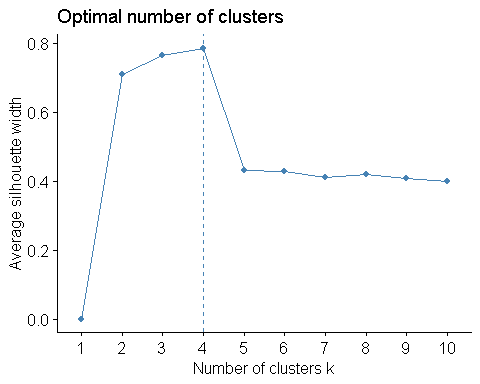 Optimal number of clusters
Average silhouette width
0.8
0.6
0.4
0.2
0.0
1 2 3 4 5 6 7 8 9 10
Number of clusters k